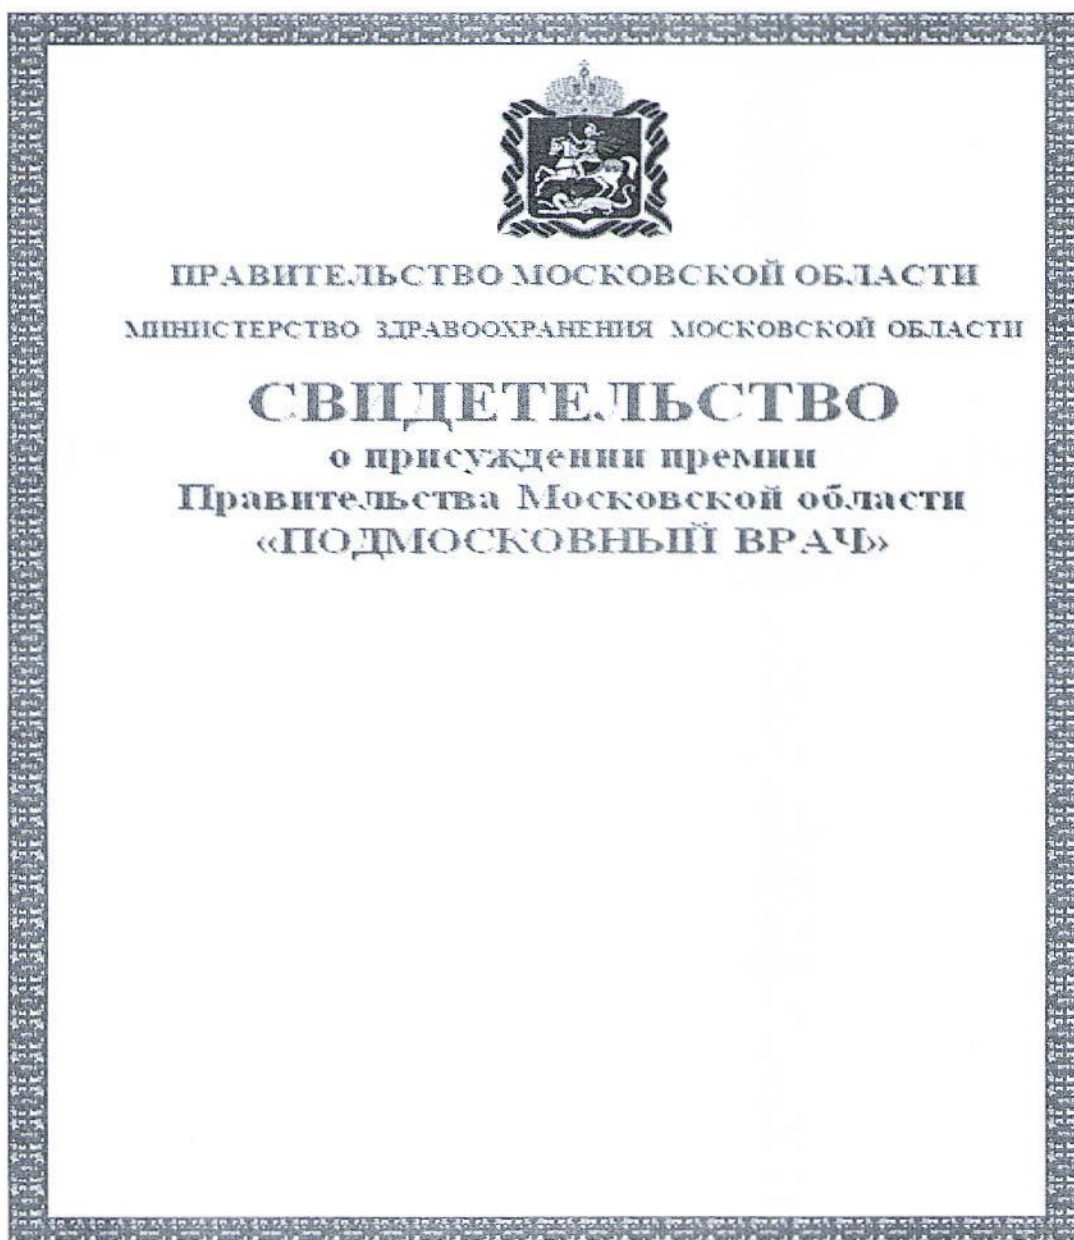 ПРАВИТЕЛЬСТВО МОСКОВСКОЙ ОБЛАСТИ
МИНИСТЕРСТВО ЗДРАВООХРАНЕНИЯ МОСКОВСКОЙ ОБЛАСТИ
СВИДЕТЕЛЬСТВО
о присуждении премии
Правительства Московской области
«ПОДМОСКОВНЫЙ ВРАЧ»